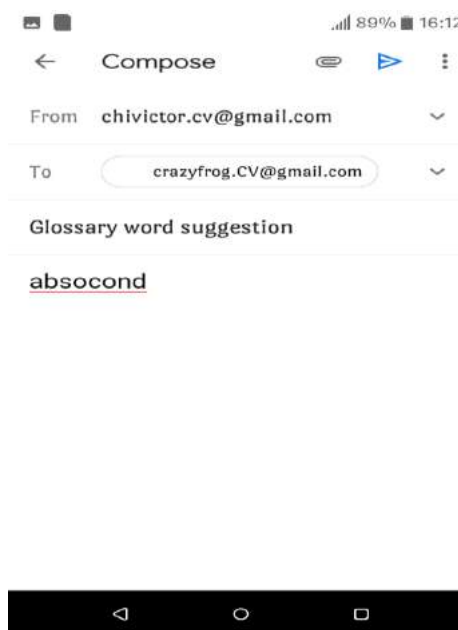 89% 16:12
Compose
From chivictor.cv@gmail.com
To crazyfrog.CV@gmail.com
Glossary word suggestion
absocond